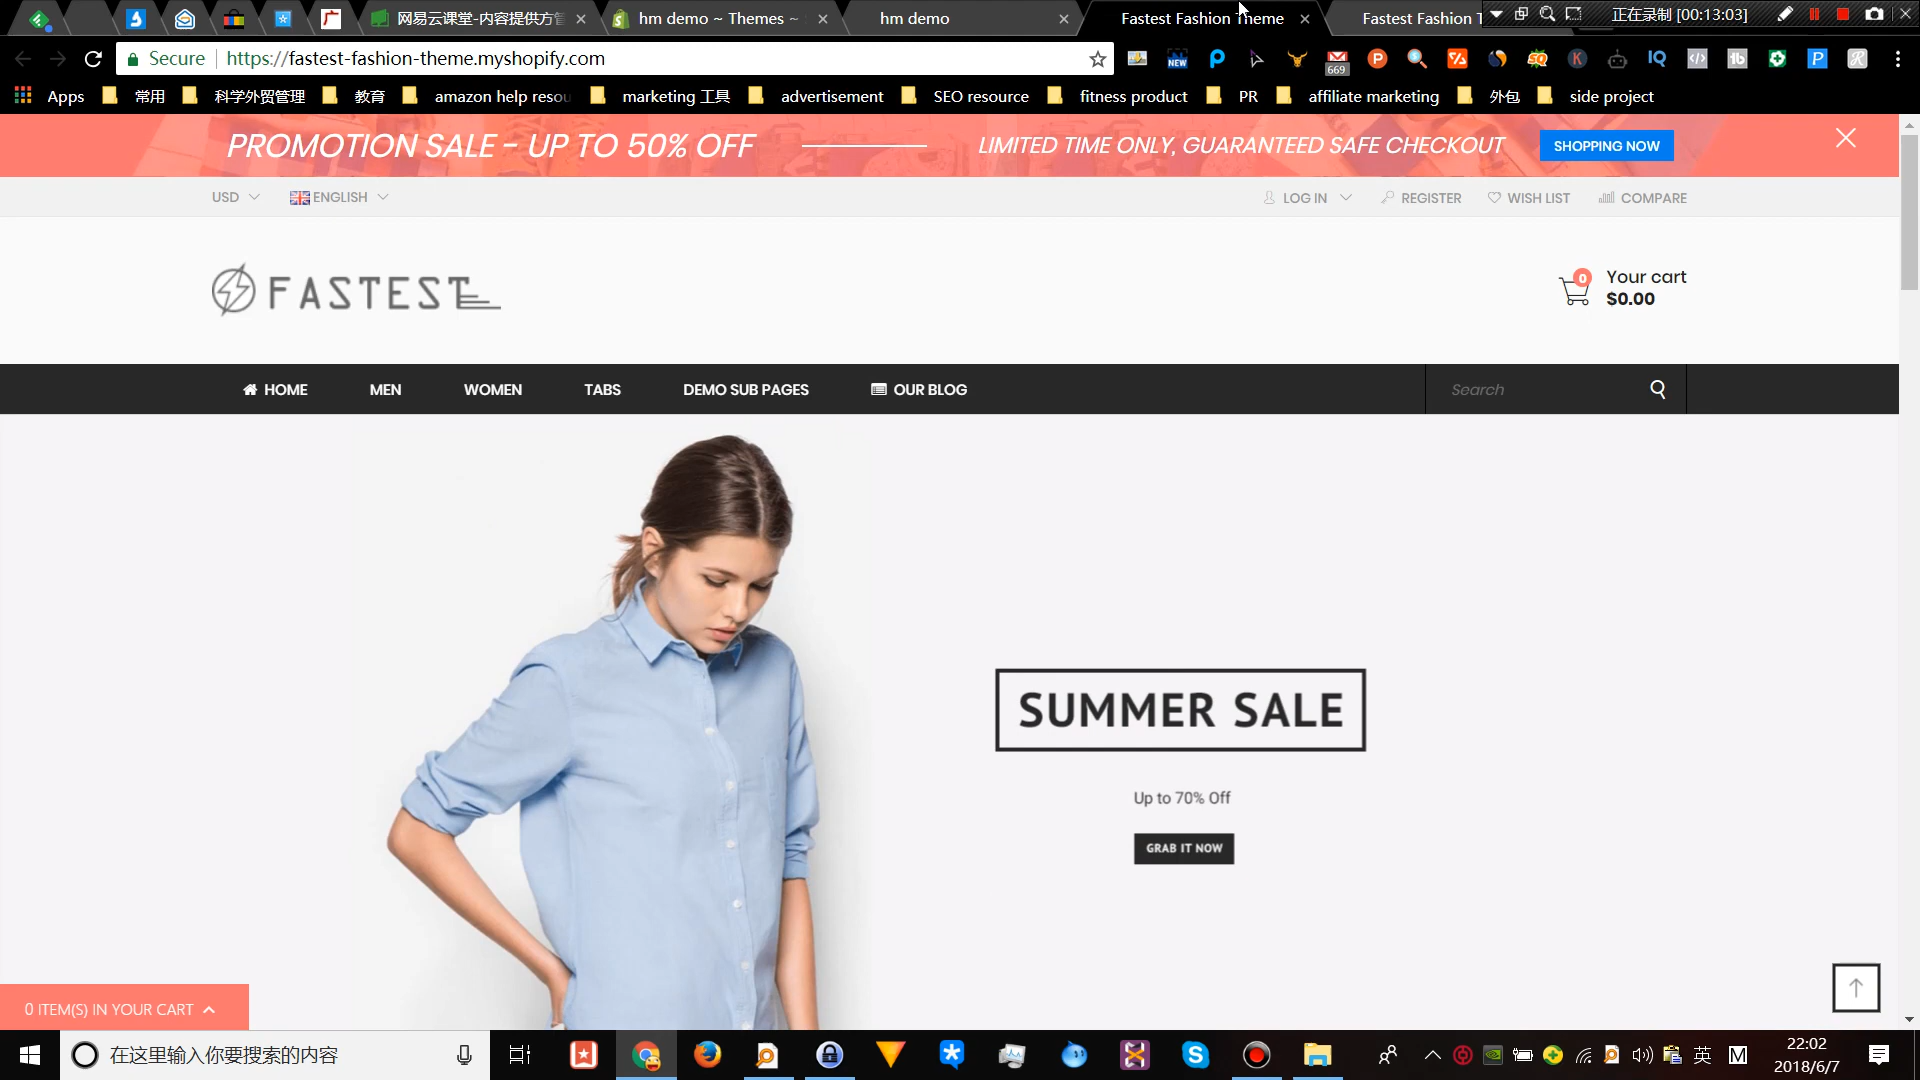 网易云课堂-内容提供方管
hm demo ~ Themes ~
hm demo
Fastest Fashion Theme
Fastest Fashion T
正在录制 [00:13:03]
Secure
https://fastest-fashion-theme.myshopify.com
NEW
669
Apps
常用
科学外贸管理
教育
amazon help resou
marketing 工具
advertisement
SEO resource
fitness product
PR
affiliate marketing
外包
side project
PROMOTION SALE - UP TO 50% OFF
LIMITED TIME ONLY, GUARANTEED SAFE CHECKOUT
SHOPPING NOW
USD
ENGLISH
LOG IN
REGISTER
WISH LIST
COMPARE
FASTEST
0
Your cart
$0.00
HOME
MEN
WOMEN
TABS
DEMO SUB PAGES
OUR BLOG
Search
SUMMER SALE
Up to 70% Off
GRAB IT NOW
0 ITEM(S) IN YOUR CART
在这里输入你要搜索的内容
英
M
22:02
2018/6/7